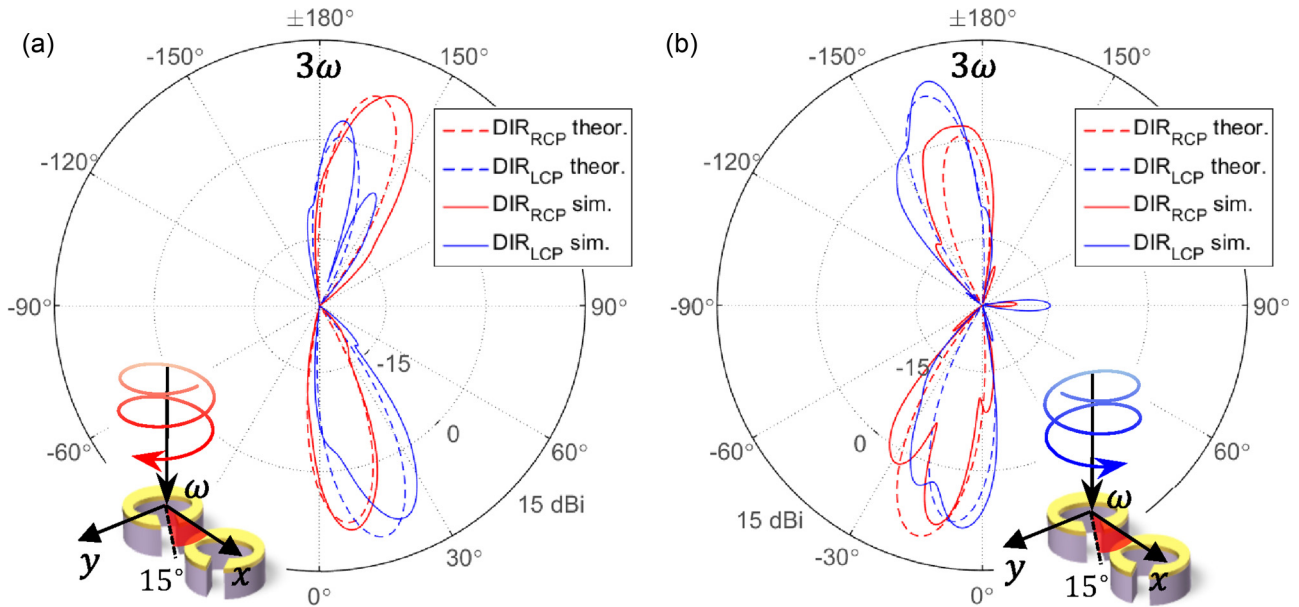 (a)
±180°
-150°
150°
3ω
-120°
DIR_RCP theor.
DIR_LCP theor.
DIR_RCP sim.
DIR_LCP sim.
-90°
90°
-15
0
-60°
60°
15 dBi
30°
0°
ω
y
x
15°
(b)
±180°
-150°
150°
3ω
-120°
DIR_RCP theor.
DIR_LCP theor.
DIR_RCP sim.
DIR_LCP sim.
-90°
90°
-15
0
-60°
60°
15 dBi
-30°
0°
ω
y
x
15°